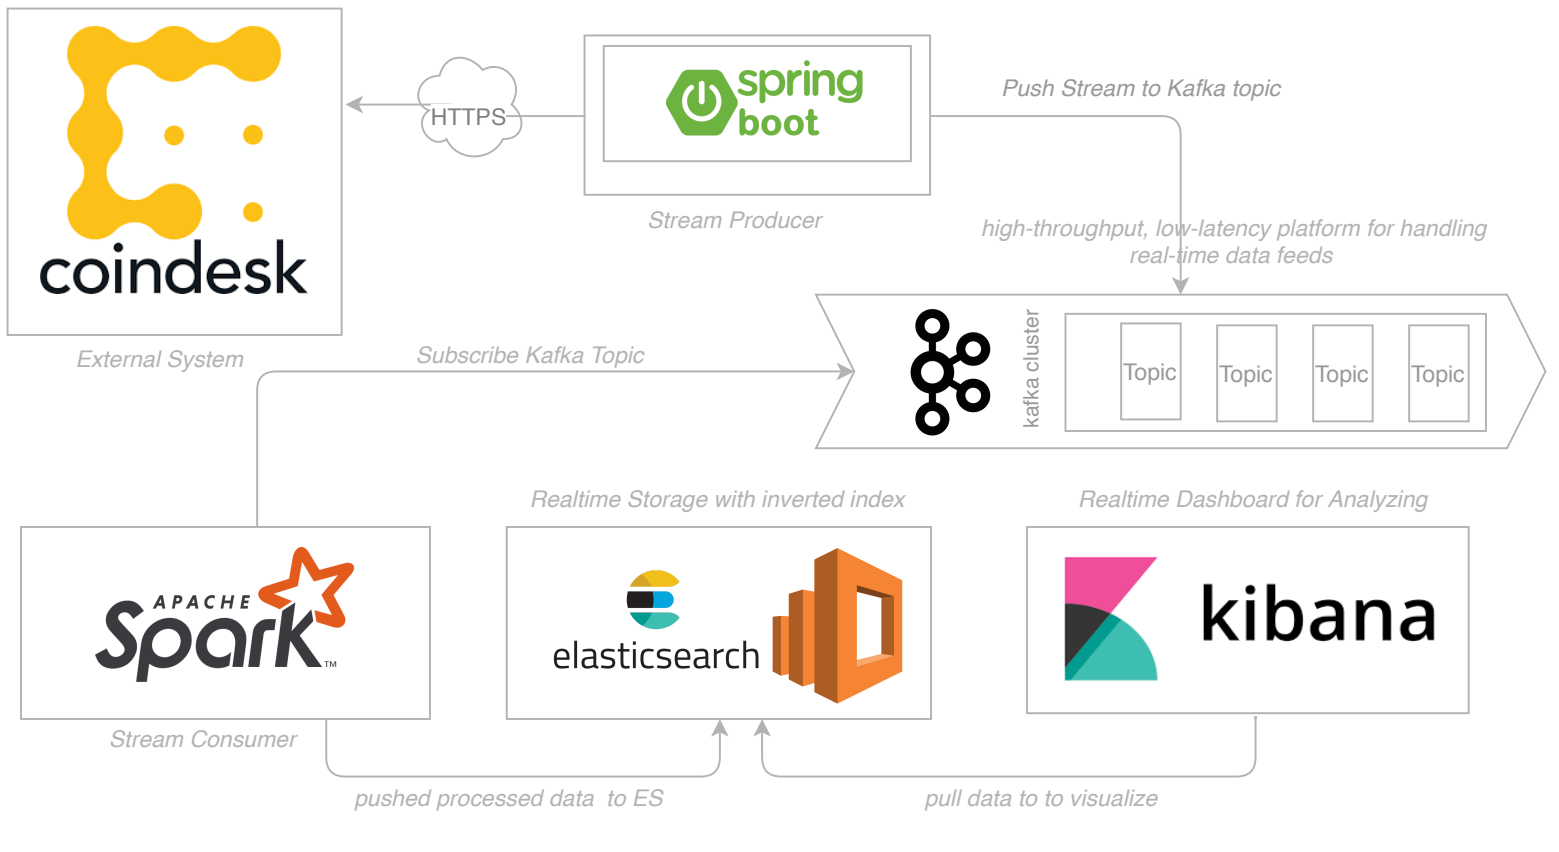 coindesk
External System
HTTPS
spring
boot
Stream Producer
Push Stream to Kafka topic
high-throughput, low-latency platform for handling
real-time data feeds
Subscribe Kafka Topic
kafka cluster
Topic
Topic
Topic
Topic
APACHE
Spark™
Stream Consumer
Realtime Storage with inverted index
elasticsearch
Realtime Dashboard for Analyzing
kibana
pushed processed data  to ES
pull data to to visualize